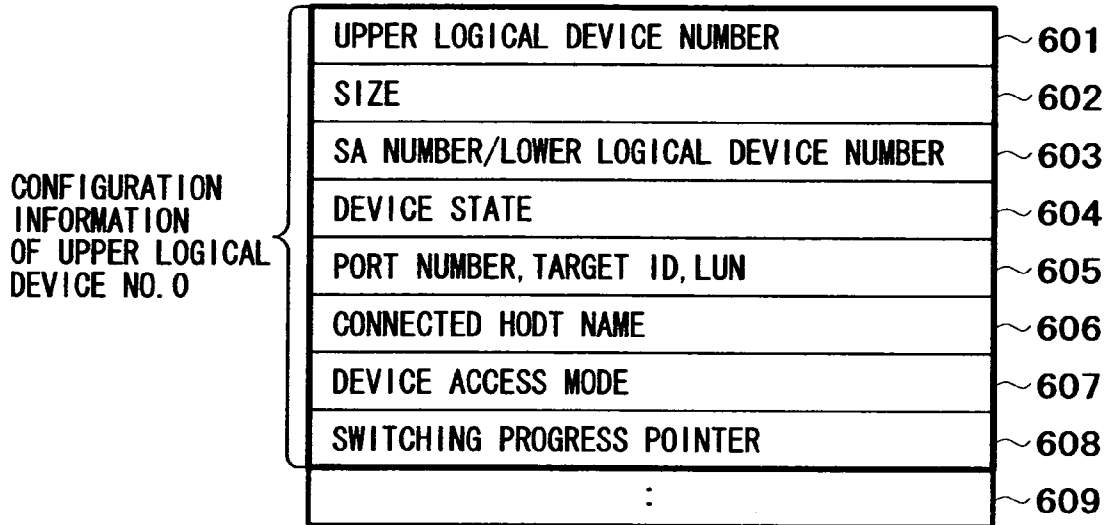 UPPER LOGICAL DEVICE NUMBER ~601
SIZE ~602
SA NUMBER/LOWER LOGICAL DEVICE NUMBER ~603
CONFIGURATION
INFORMATION
OF UPPER LOGICAL
DEVICE NO.0
DEVICE STATE ~604
PORT NUMBER, TARGET ID, LUN ~605
CONNECTED HODT NAME ~606
DEVICE ACCESS MODE ~607
SWITCHING PROGRESS POINTER ~608
: ~609